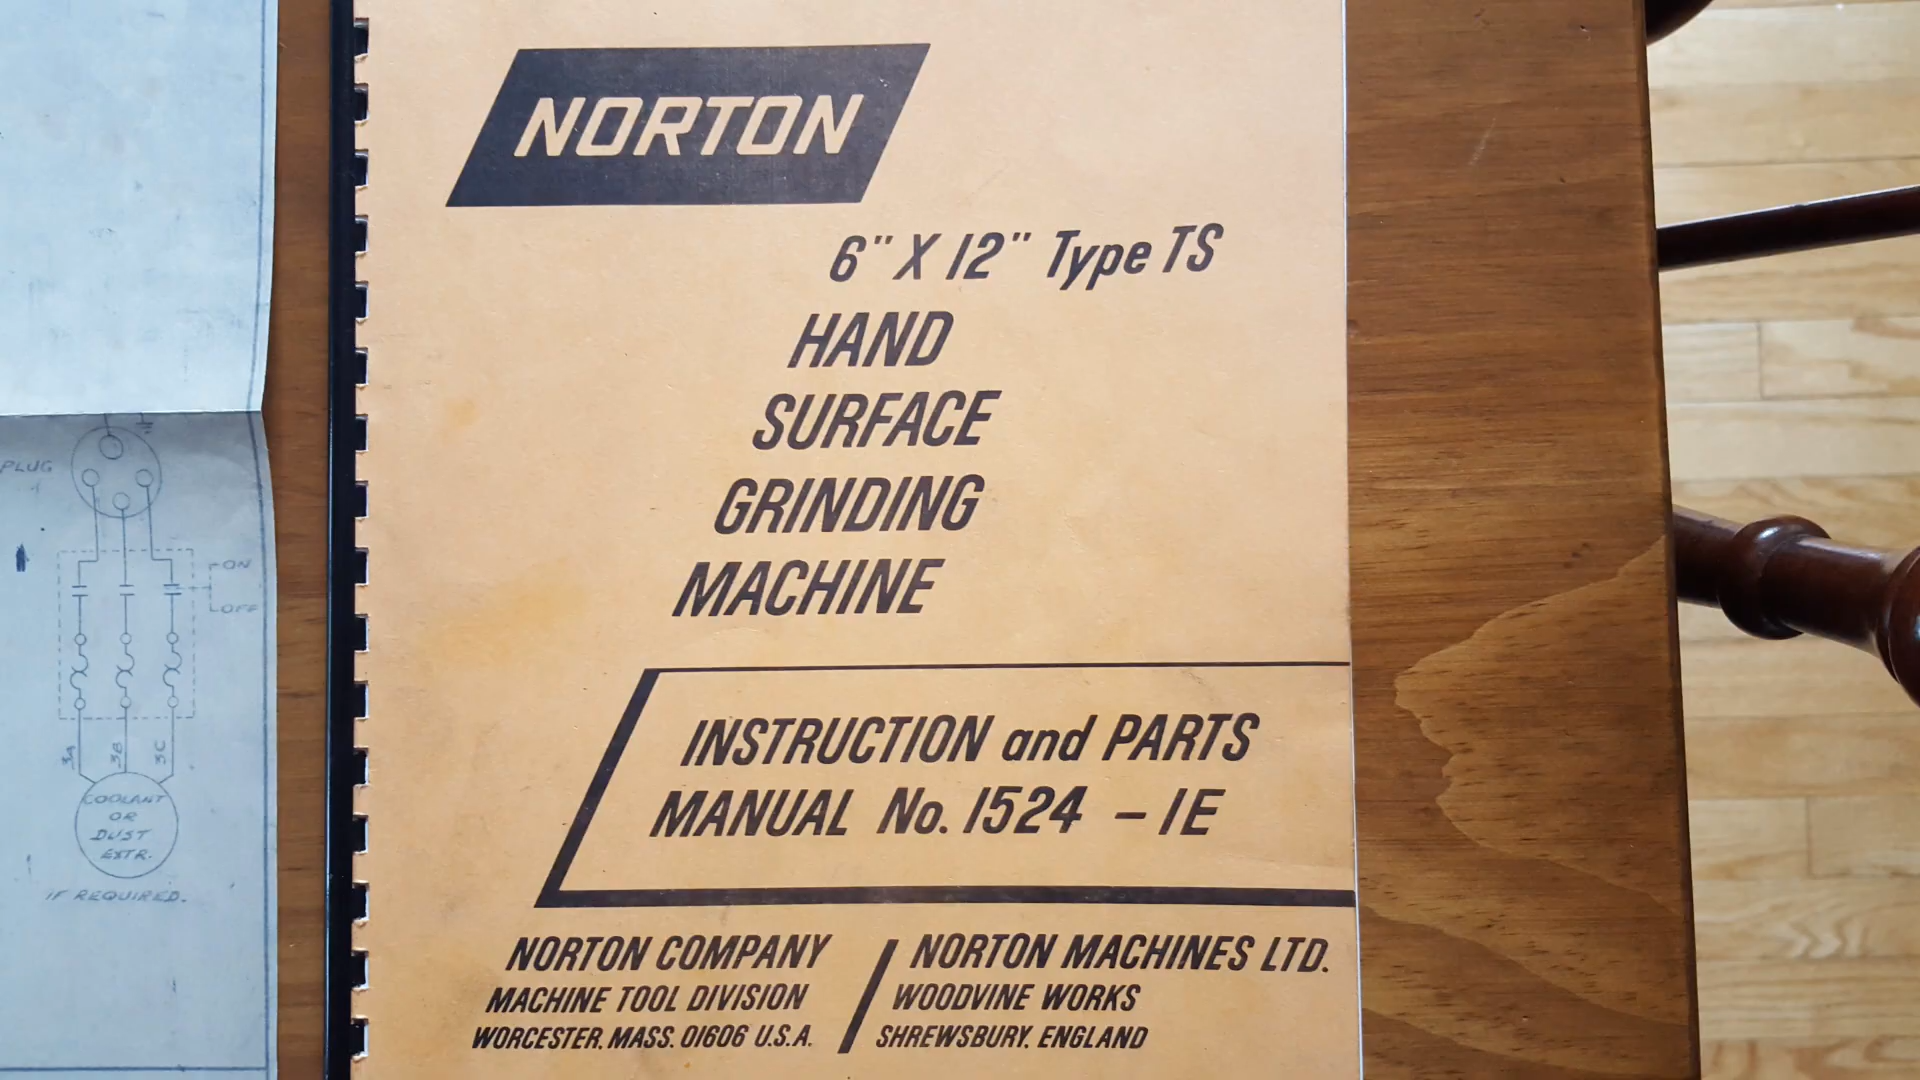 NORTON
6" X 12" Type TS
HAND
SURFACE
GRINDING
MACHINE
INSTRUCTION and PARTS
MANUAL No. 1524 - 1E
NORTON COMPANY
MACHINE TOOL DIVISION
WORCESTER, MASS. 01606 U.S.A.
NORTON MACHINES LTD.
WOODVINE WORKS
SHREWSBURY, ENGLAND
PLUG
ON
OFF
3A 3B 3C
COOLANT
OR
DUST
EXTR.
IF REQUIRED.